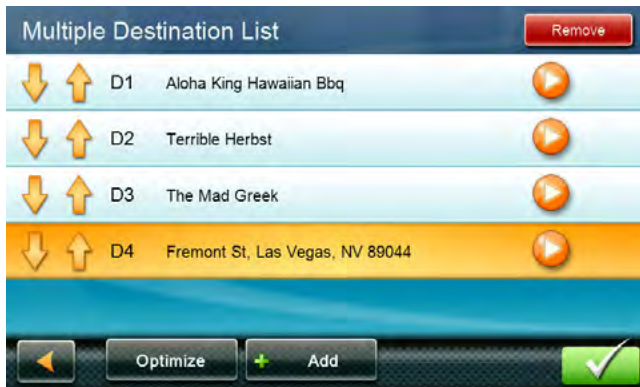 Multiple Destination List Remove
D1 Aloha King Hawaiian Bbq
D2 Terrible Herbst
D3 The Mad Greek
D4 Fremont St, Las Vegas, NV 89044
Optimize + Add